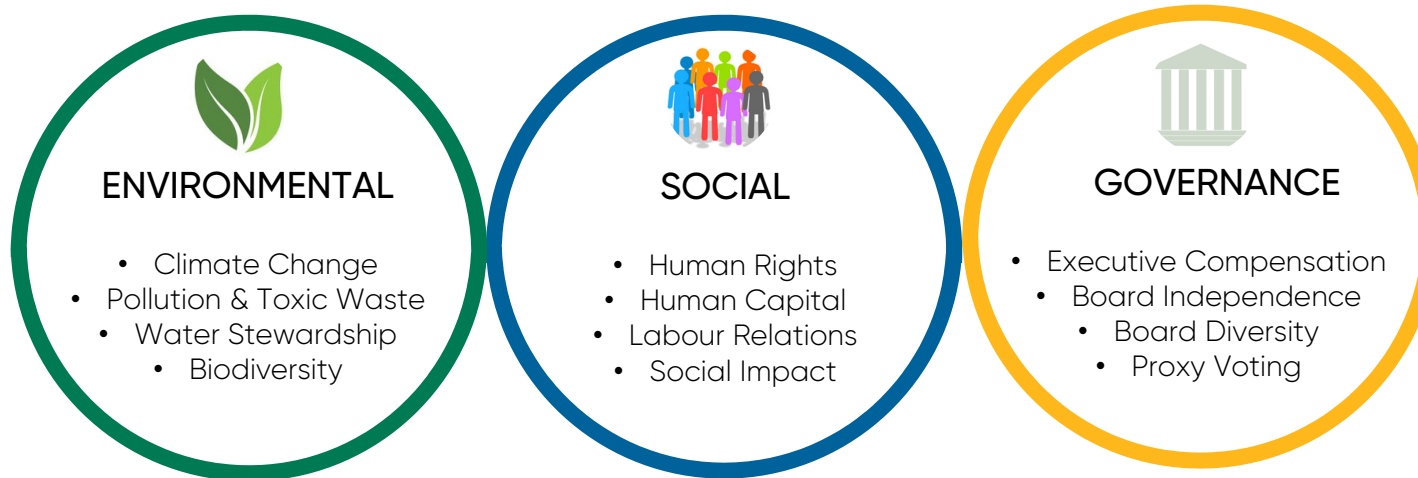 ENVIRONMENTAL
• Climate Change
• Pollution & Toxic Waste
• Water Stewardship
• Biodiversity
SOCIAL
• Human Rights
• Human Capital
• Labour Relations
• Social Impact
GOVERNANCE
• Executive Compensation
• Board Independence
• Board Diversity
• Proxy Voting